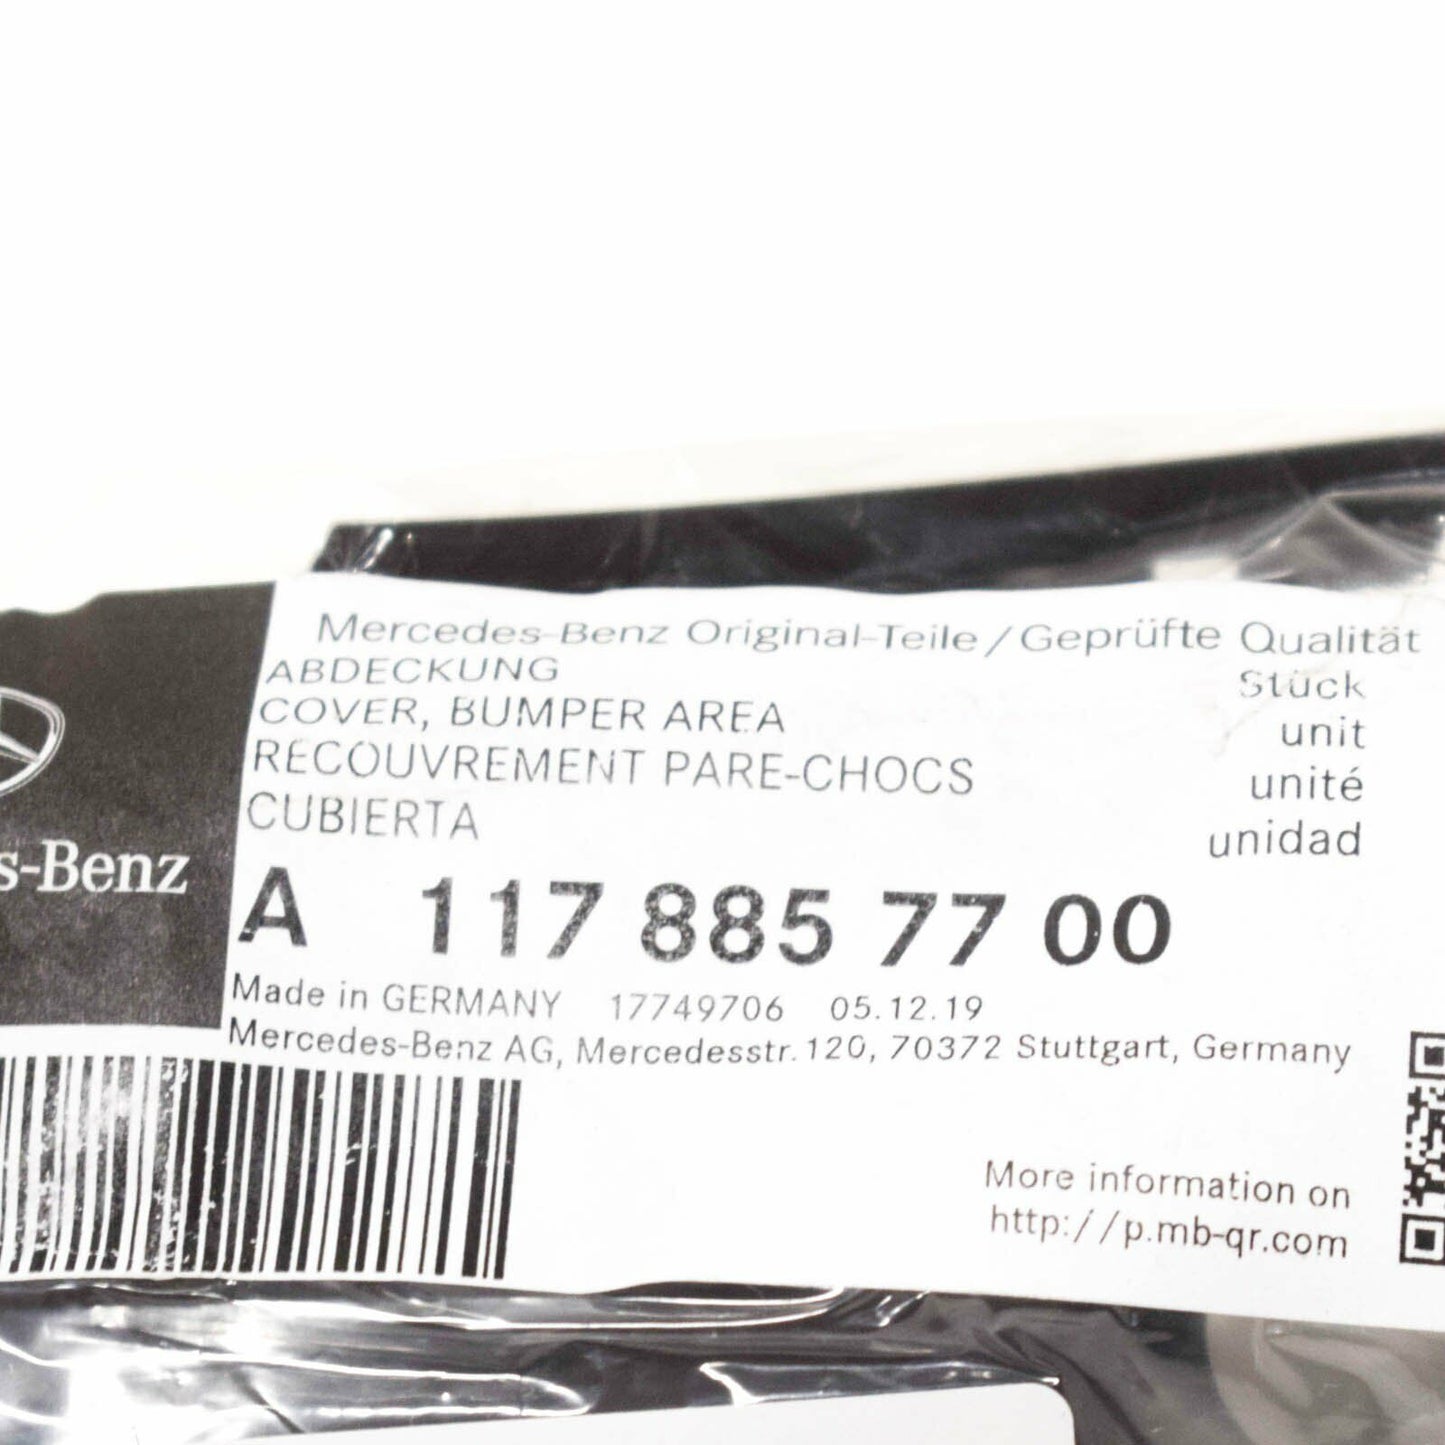 Mercedes-Benz Original-Teile/Geprüfte Qualität
ABDECKUNG Stück
COVER, BUMPER AREA unit
RECOUVREMENT PARE-CHOCS unité
CUBIERTA unidad
s-Benz
A 117 885 77 00
Made in GERMANY 17749706 05.12.19
Mercedes-Benz AG, Mercedesstr. 120, 70372 Stuttgart, Germany
More information on
http://p.mb-qr.com